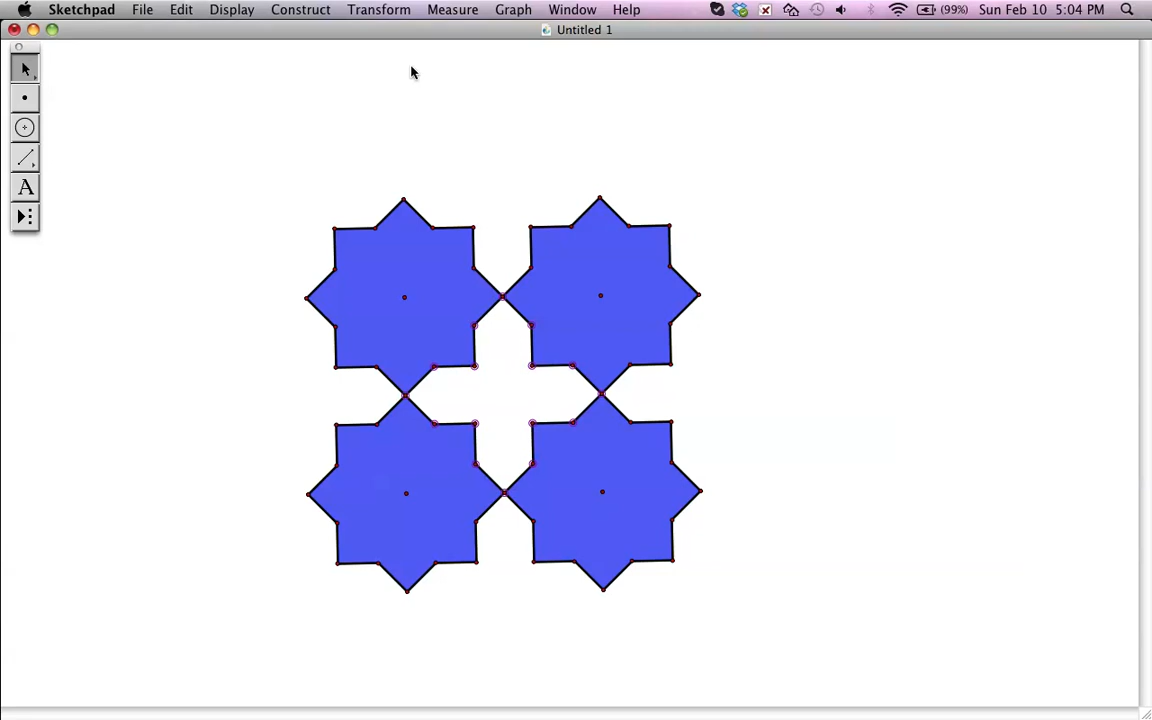 Sketchpad File Edit Display Construct Transform Measure Graph Window Help (99%) Sun Feb 10 5:04 PM
Untitled 1
A